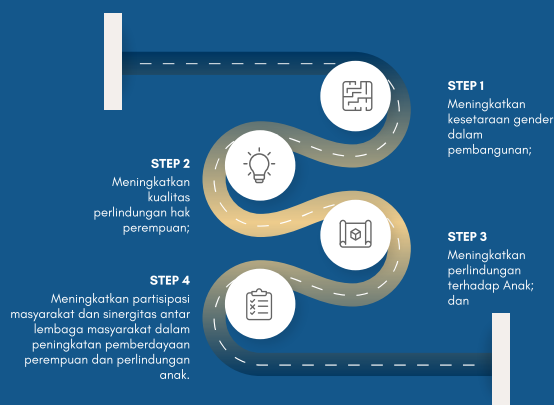 STEP 1
Meningkatkan
kesetaraan gender
dalam
pembangunan;
STEP 2
Meningkatkan
kualitas
perlindungan hak
perempuan;
STEP 3
Meningkatkan
perlindungan
terhadap Anak;
dan
STEP 4
Meningkatkan partisipasi
masyarakat dan sinergitas antar
lembaga masyarakat dalam
peningkatan pemberdayaan
perempuan dan perlindungan
anak.